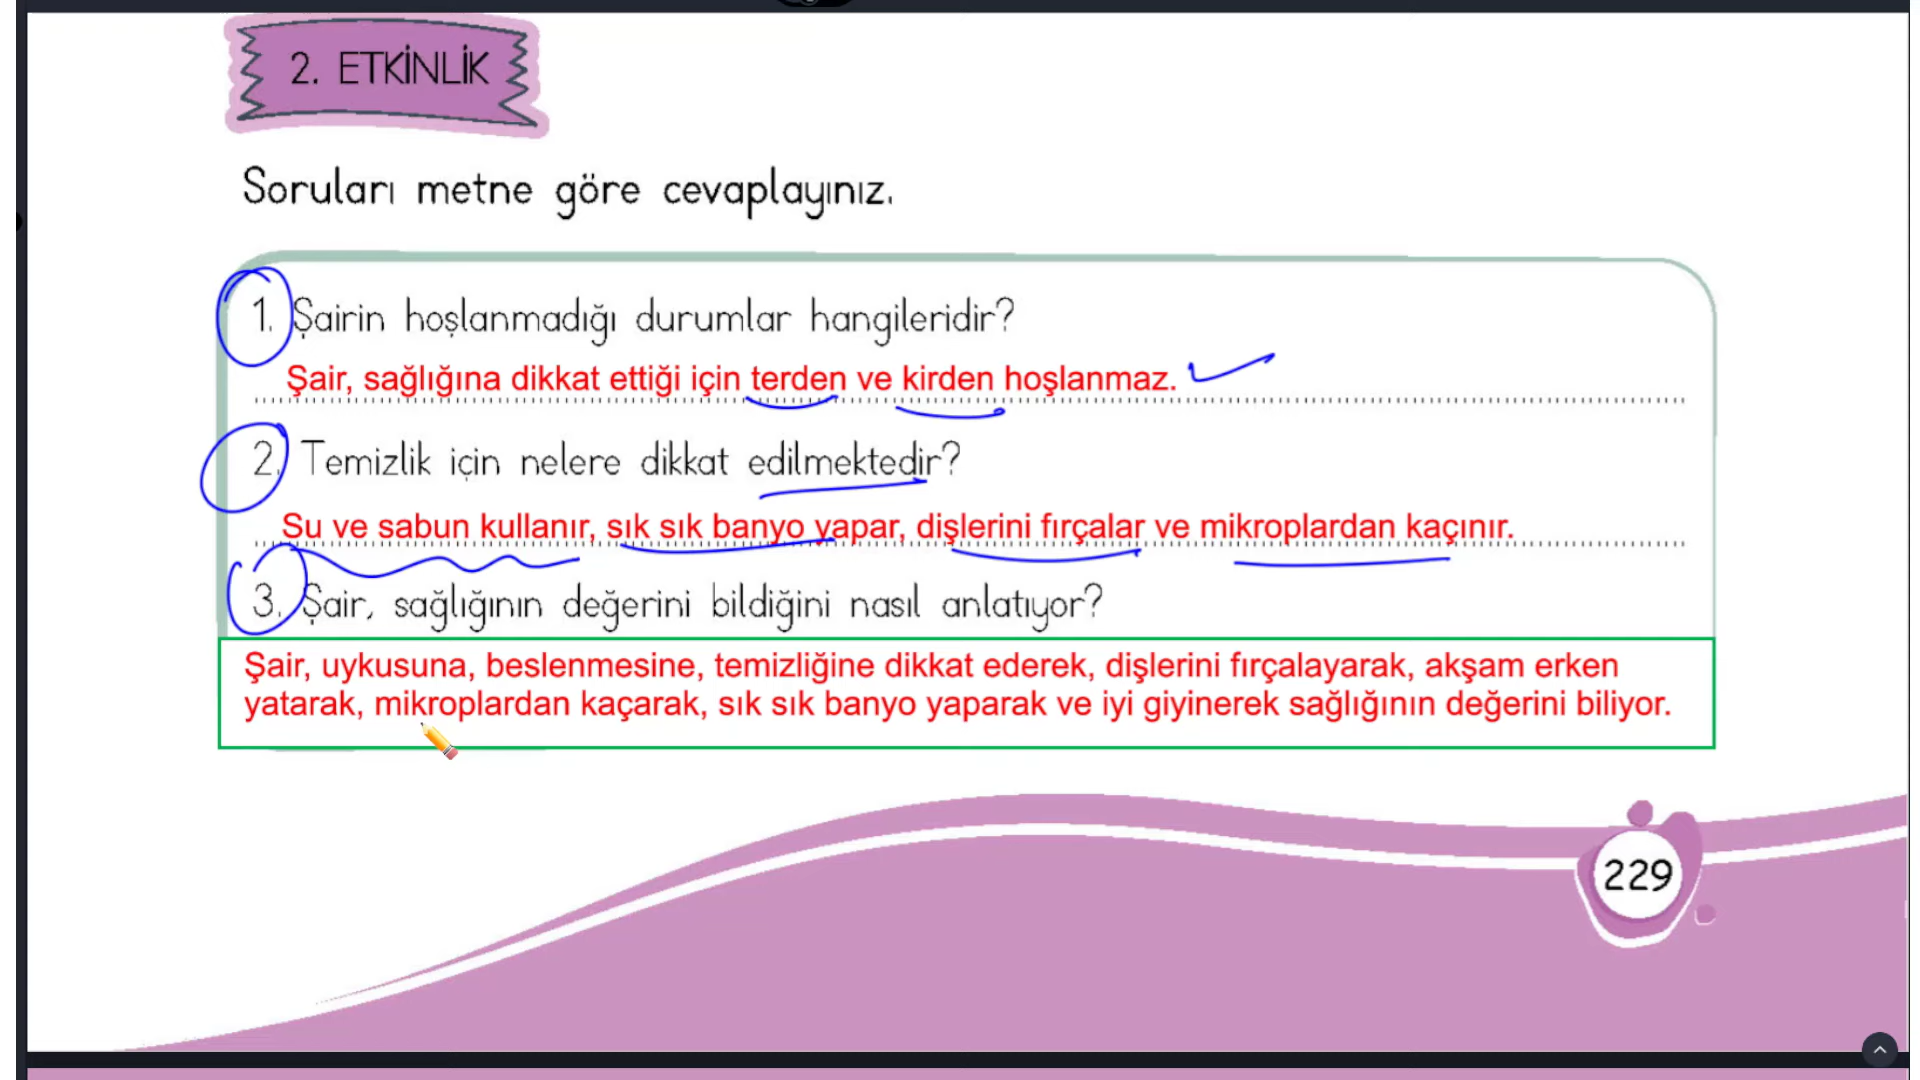 2. ETKİNLİK
Soruları metne göre cevaplayınız.
1. Şairin hoşlanmadığı durumlar hangileridir?
Şair, sağlığına dikkat ettiği için terden ve kirden hoşlanmaz.
2. Temizlik için nelere dikkat edilmektedir?
Su ve sabun kullanır, sık sık banyo yapar, dişlerini fırçalar ve mikroplardan kaçınır.
3. Şair, sağlığının değerini bildiğini nasıl anlatıyor?
Şair, uykusuna, beslenmesine, temizliğine dikkat ederek, dişlerini fırçalayarak, akşam erken
yatarak, mikroplardan kaçarak, sık sık banyo yaparak ve iyi giyinerek sağlığının değerini biliyor.
229